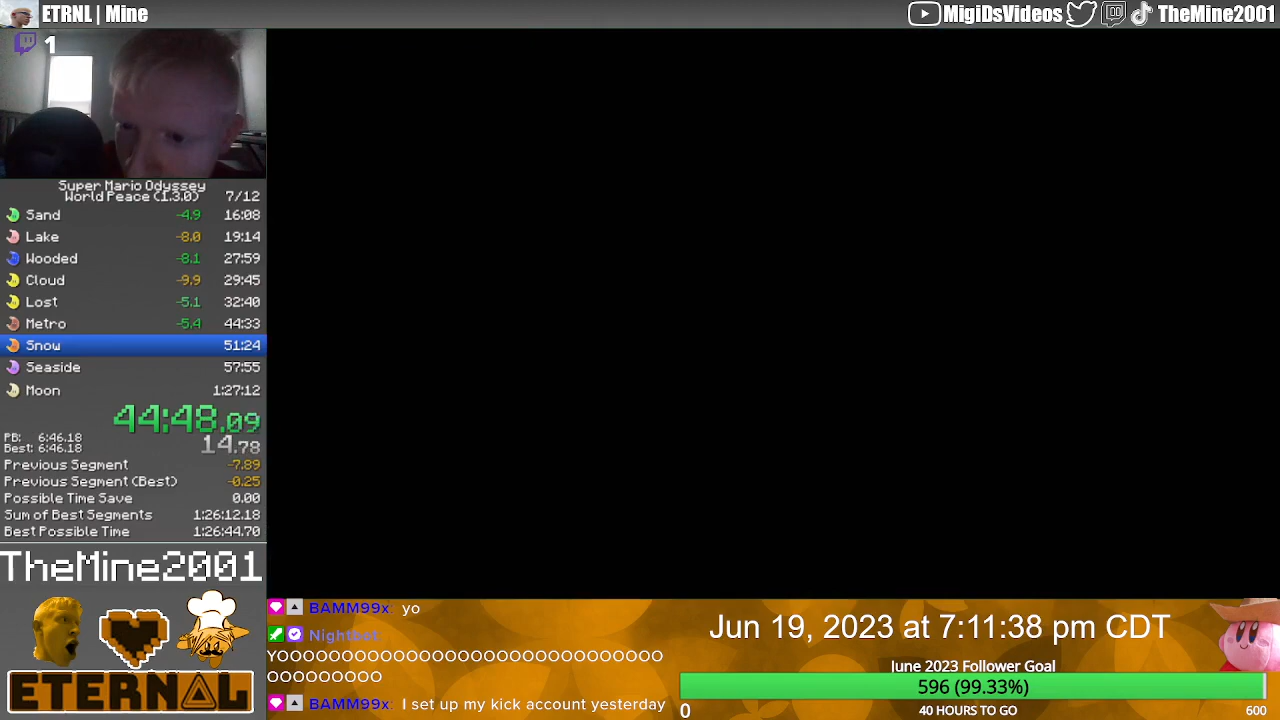 ETRNL | Mine
MigiDsVideos
TheMine2001
1
Super Mario Odyssey
World Peace (1.3.0) 7/12
Sand -4.9 16:08
Lake -8.0 19:14
Wooded -8.1 27:59
Cloud -9.9 29:45
Lost -5.1 32:40
Metro -5.4 44:33
Snow 51:24
Seaside 57:55
Moon 1:27:12
44:48.09
PB: 6:46.18
Best: 6:46.18
14.78
Previous Segment -7.89
Previous Segment (Best) -0.25
Possible Time Save 0.00
Sum of Best Segments 1:26:12.18
Best Possible Time 1:26:44.70
TheMine2001
ETERNAL
BAMM99x: yo
Nightbot:
YOOOOOOOOOOOOOOOOOOOOOOOOOOOOOO
OOOOOOOOO
BAMM99x: I set up my kick account yesterday
Jun 19, 2023 at 7:11:38 pm CDT
June 2023 Follower Goal
596 (99.33%)
0 40 HOURS TO GO 600